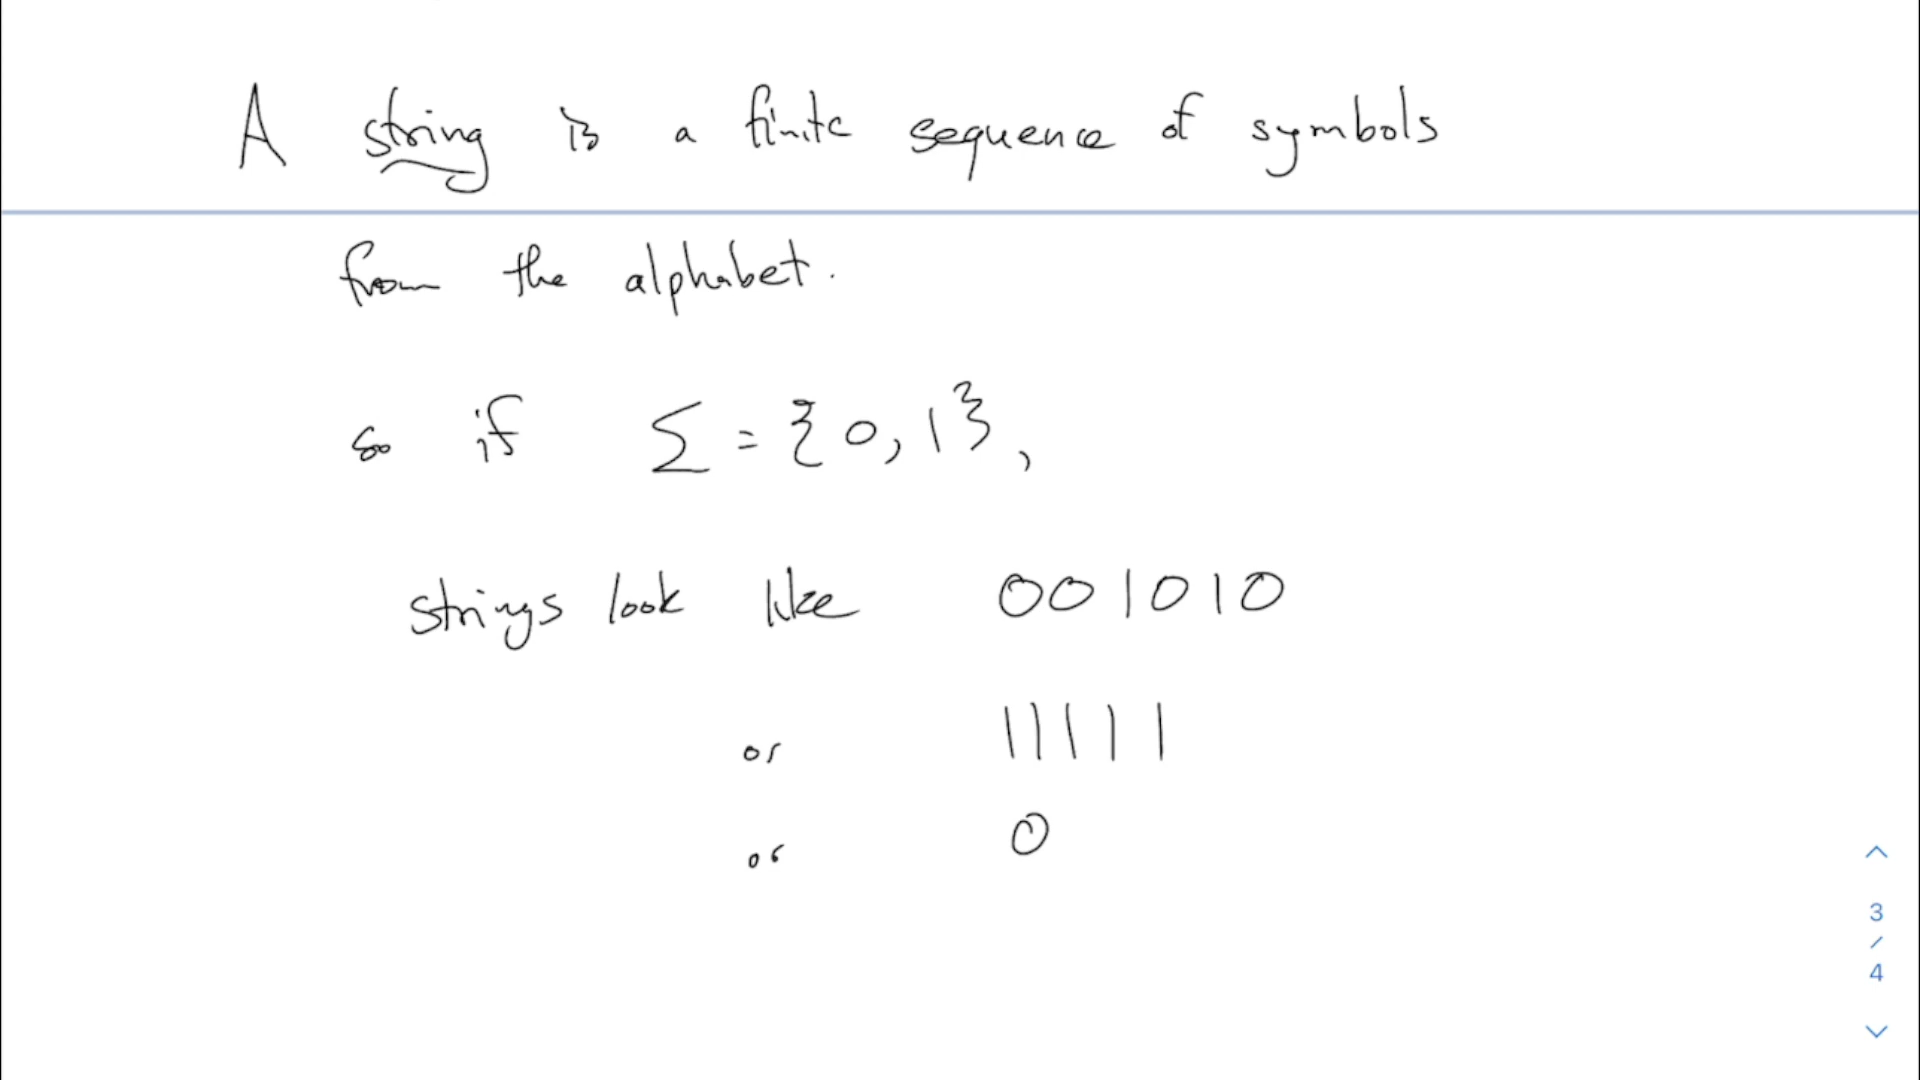 A string is a finite sequence of symbols
from the alphabet.
so if Σ = {0, 1},
strings look like 001010
or 11111
or 0
3
/
4